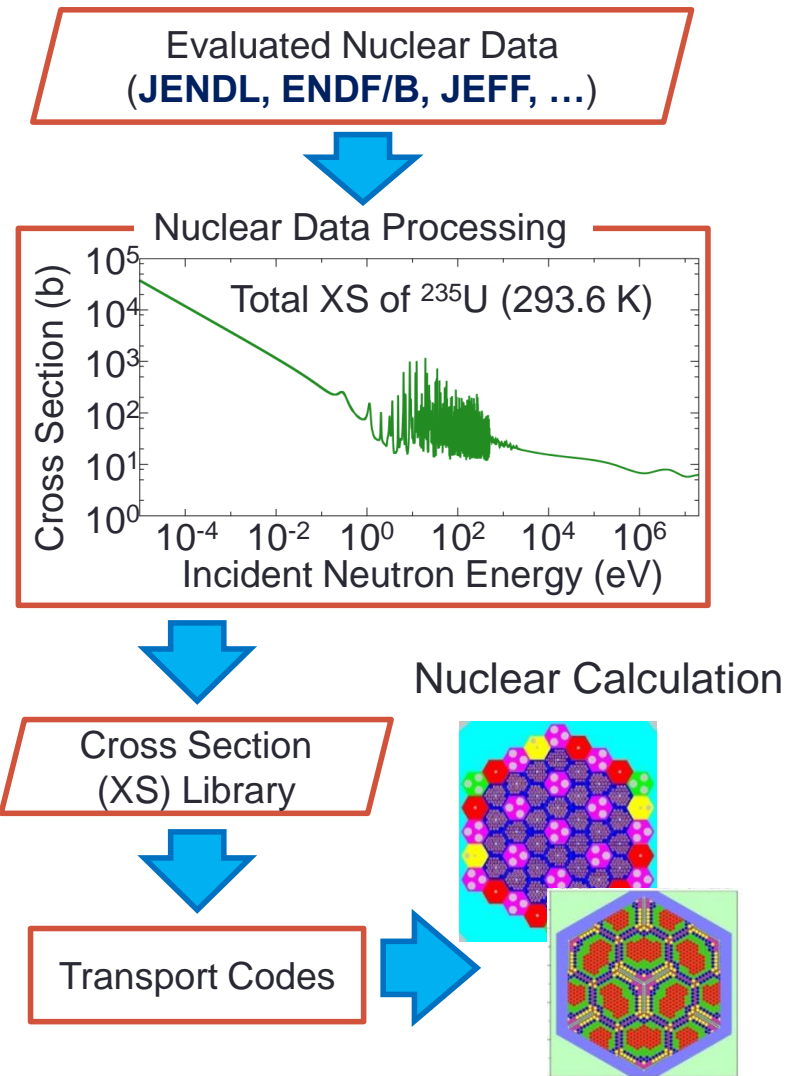 Evaluated Nuclear Data
(JENDL, ENDF/B, JEFF, …)
Nuclear Data Processing
Cross Section (b)
10⁵
10⁴
10³
10²
10¹
10⁰
Total XS of ²³⁵U (293.6 K)
10⁻⁴ 10⁻² 10⁰ 10² 10⁴ 10⁶
Incident Neutron Energy (eV)
Nuclear Calculation
Cross Section
(XS) Library
Transport Codes